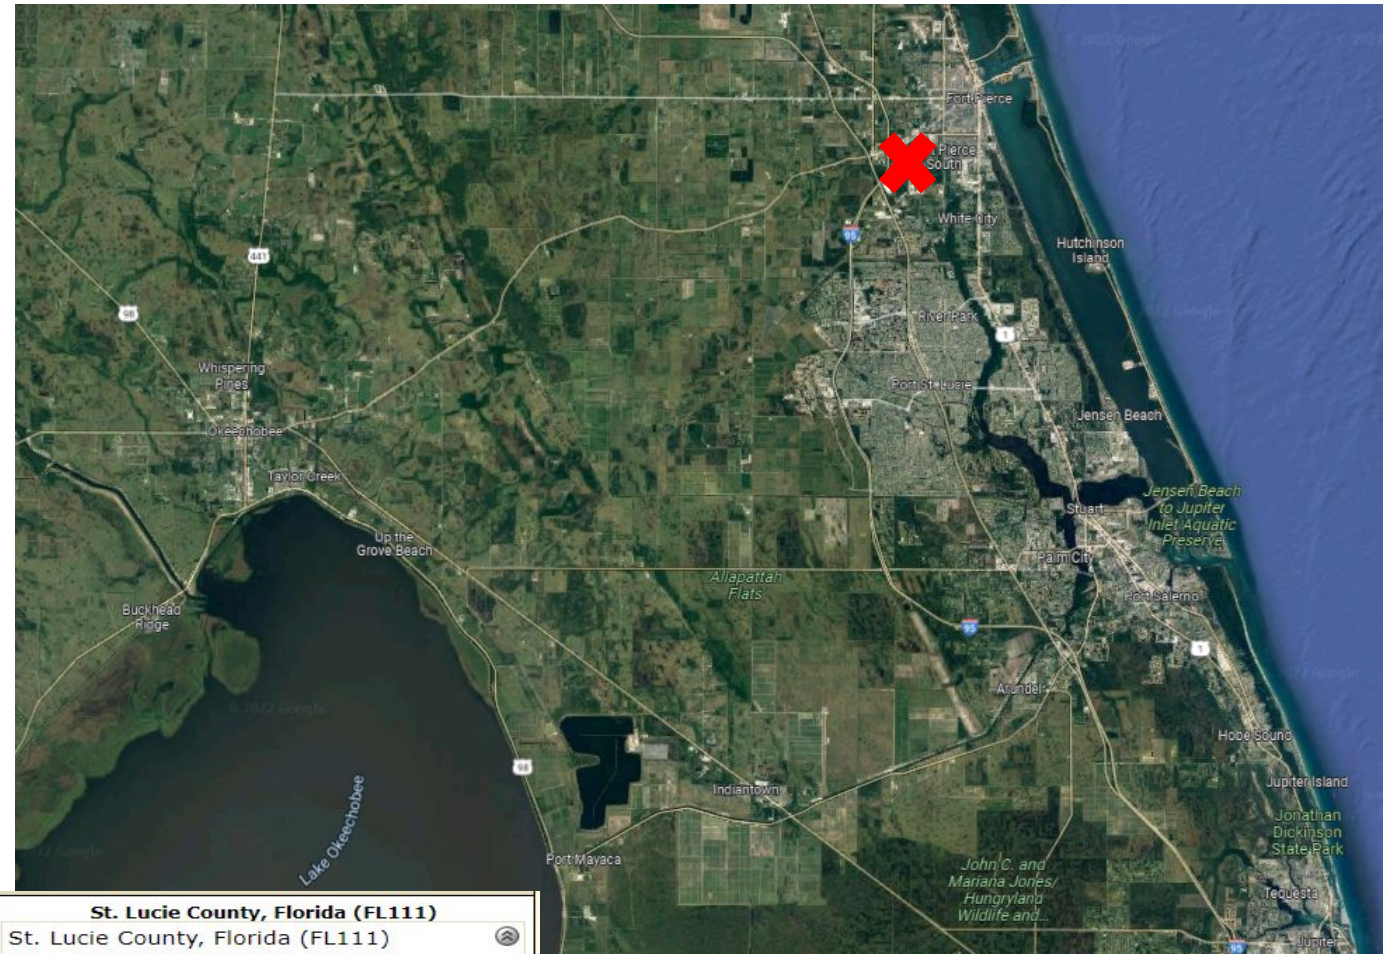 Fort Pierce
Pierce
South
White City
95
Hutchinson
Island
441
98
River Park
1
Whispering
Pines
Port St. Lucie
Jensen Beach
Okeechobee
Taylor Creek
Jensen Beach
to Jupiter
Inlet Aquatic
Preserve
Stuart
Up the
Grove Beach
Palm City
Allapattah
Flats
Port Salerno
Buckhead
Ridge
95
1
Arundel
© 2022 Google
Hobe Sound
98
Indiantown
Jupiter Island
Lake Okeechobee
Jonathan
Dickinson
State Park
Port Mayaca
John C. and
Mariana Jones/
Hungryland
Wildlife and...
Tequesta
95
Jupiter
St. Lucie County, Florida (FL111)
St. Lucie County, Florida (FL111)